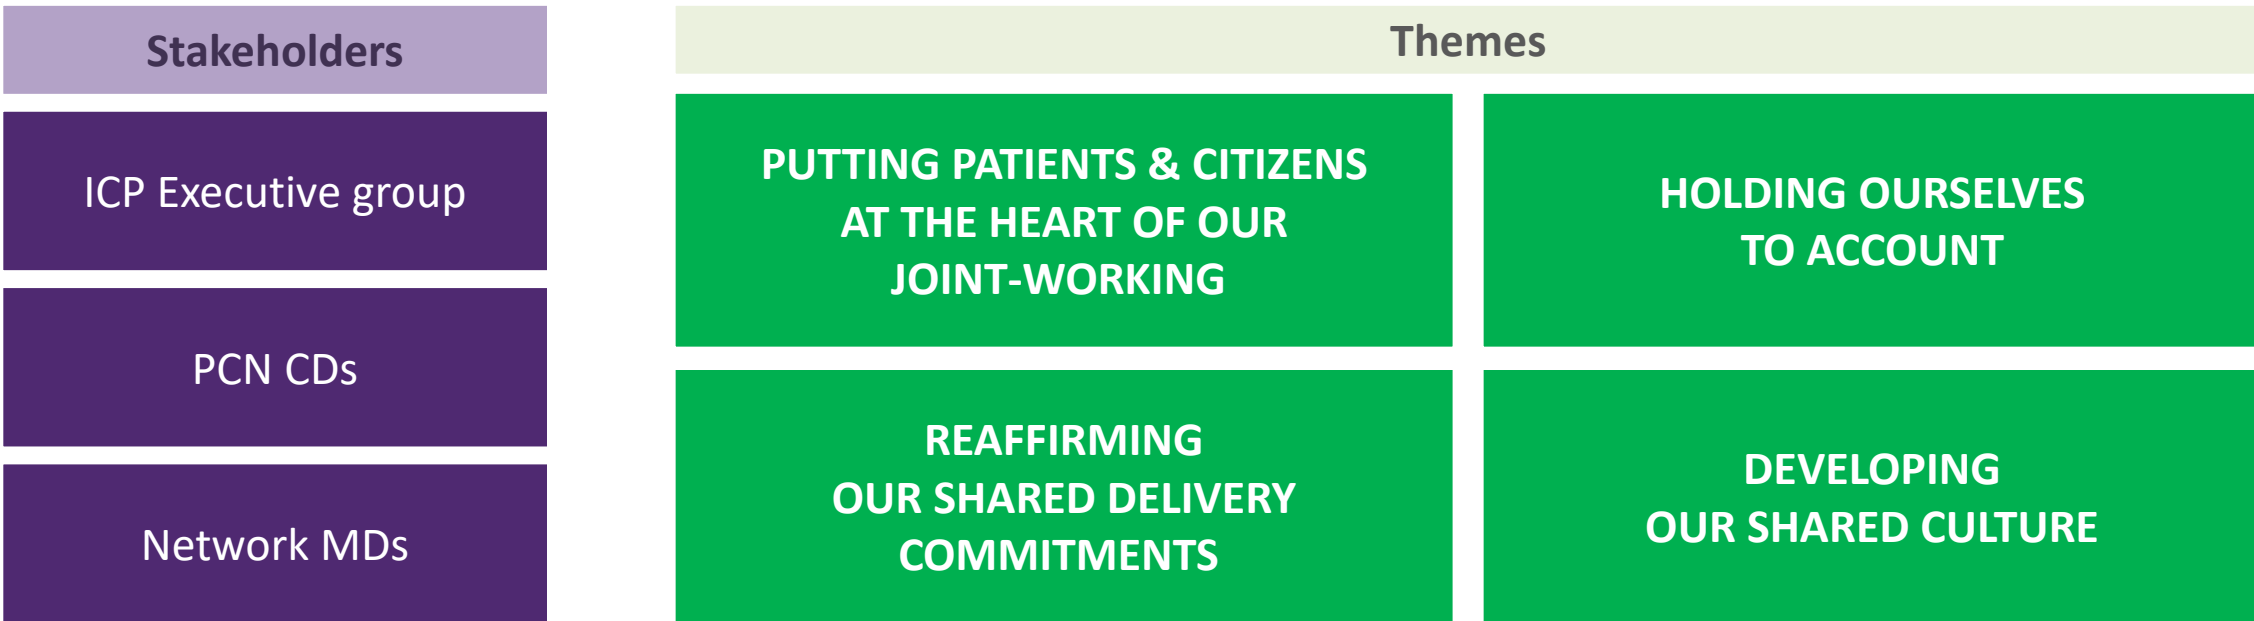 Stakeholders
ICP Executive group
PCN CDs
Network MDs
Themes
PUTTING PATIENTS & CITIZENS
AT THE HEART OF OUR
JOINT-WORKING
HOLDING OURSELVES
TO ACCOUNT
REAFFIRMING
OUR SHARED DELIVERY
COMMITMENTS
DEVELOPING
OUR SHARED CULTURE